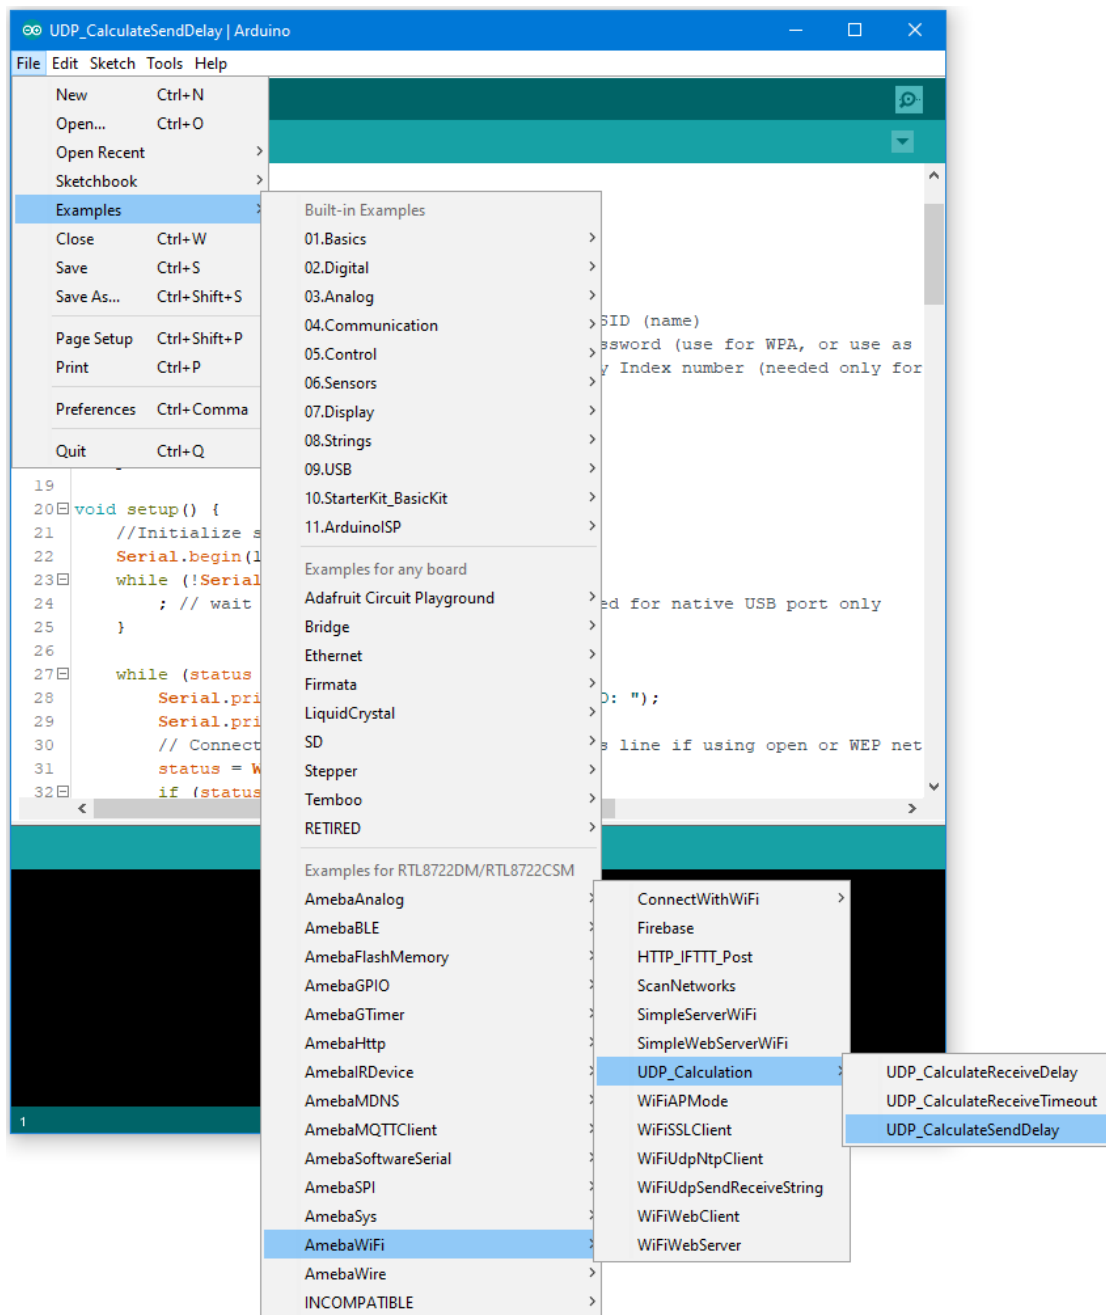 UDP_CalculateSendDelay | Arduino
File Edit Sketch Tools Help
New Ctrl+N
Open... Ctrl+O
Open Recent
Sketchbook
Examples
Close Ctrl+W
Save Ctrl+S
Save As... Ctrl+Shift+S
Page Setup Ctrl+Shift+P
Print Ctrl+P
Preferences Ctrl+Comma
Quit Ctrl+Q
Built-in Examples
01.Basics
02.Digital
03.Analog
04.Communication
05.Control
06.Sensors
07.Display
08.Strings
09.USB
10.StarterKit_BasicKit
11.ArduinoISP
Examples for any board
Adafruit Circuit Playground
Bridge
Ethernet
Firmata
LiquidCrystal
SD
Stepper
Temboo
RETIRED
Examples for RTL8722DM/RTL8722CSM
AmebaAnalog
AmebaBLE
AmebaFlashMemory
AmebaGPIO
AmebaGTimer
AmebaHttp
AmebaIRDevice
AmebaMDNS
AmebaMQTTClient
AmebaSoftwareSerial
AmebaSPI
AmebaSys
AmebaWiFi
AmebaWire
INCOMPATIBLE
ConnectWithWiFi
Firebase
HTTP_IFTTT_Post
ScanNetworks
SimpleServerWiFi
SimpleWebServerWiFi
UDP_Calculation
WiFiAPMode
WiFiSSLClient
WiFiUdpNtpClient
WiFiUdpSendReceiveString
WiFiWebClient
WiFiWebServer
UDP_CalculateReceiveDelay
UDP_CalculateReceiveTimeout
UDP_CalculateSendDelay
SID (name)
ssword (use for WPA, or use as
y Index number (needed only for
19
20 void setup() {
21 //Initialize s
22 Serial.begin(1
23 while (!Serial
24 ; // wait ed for native USB port only
25 }
26
27 while (status
28 Serial.pri D: ");
29 Serial.pri
30 // Connect s line if using open or WEP net
31 status = W
32 if (status
1